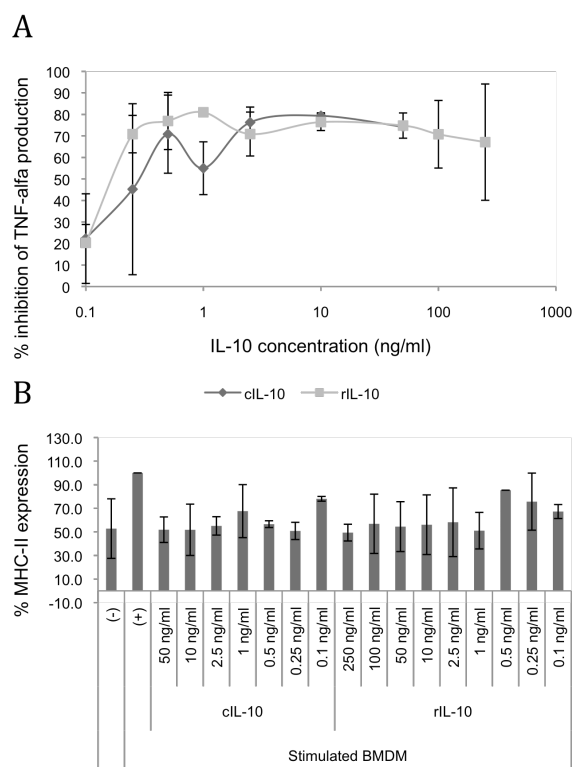 A
% inhibition of TNF-alfa production
100
90
80
70
60
50
40
30
20
10
0
0.1 1 10 100 1000
IL-10 concentration (ng/ml)
cIL-10 rIL-10
B
% MHC-II expression
130.0
110.0
90.0
70.0
50.0
30.0
10.0
-10.0
(-)
(+)
50 ng/ml
10 ng/ml
2.5 ng/ml
1 ng/ml
0.5 ng/ml
0.25 ng/ml
0.1 ng/ml
250 ng/ml
100 ng/ml
50 ng/ml
10 ng/ml
2.5 ng/ml
1 ng/ml
0.5 ng/ml
0.25 ng/ml
0.1 ng/ml
cIL-10 rIL-10
Stimulated BMDM